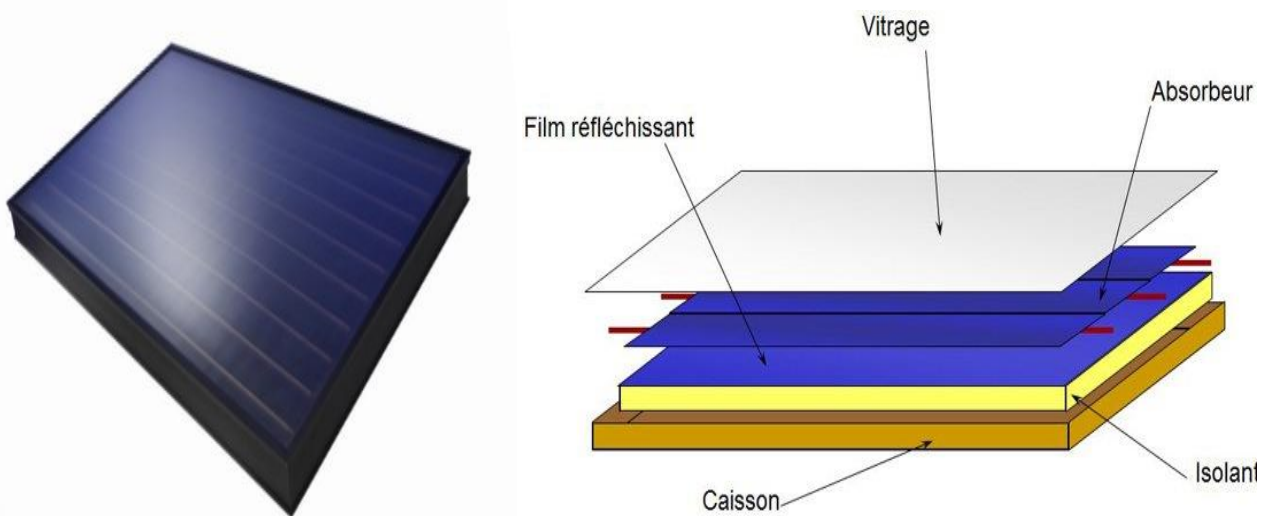 Vitrage
Absorbeur
Film réfléchissant
Isolant
Caisson